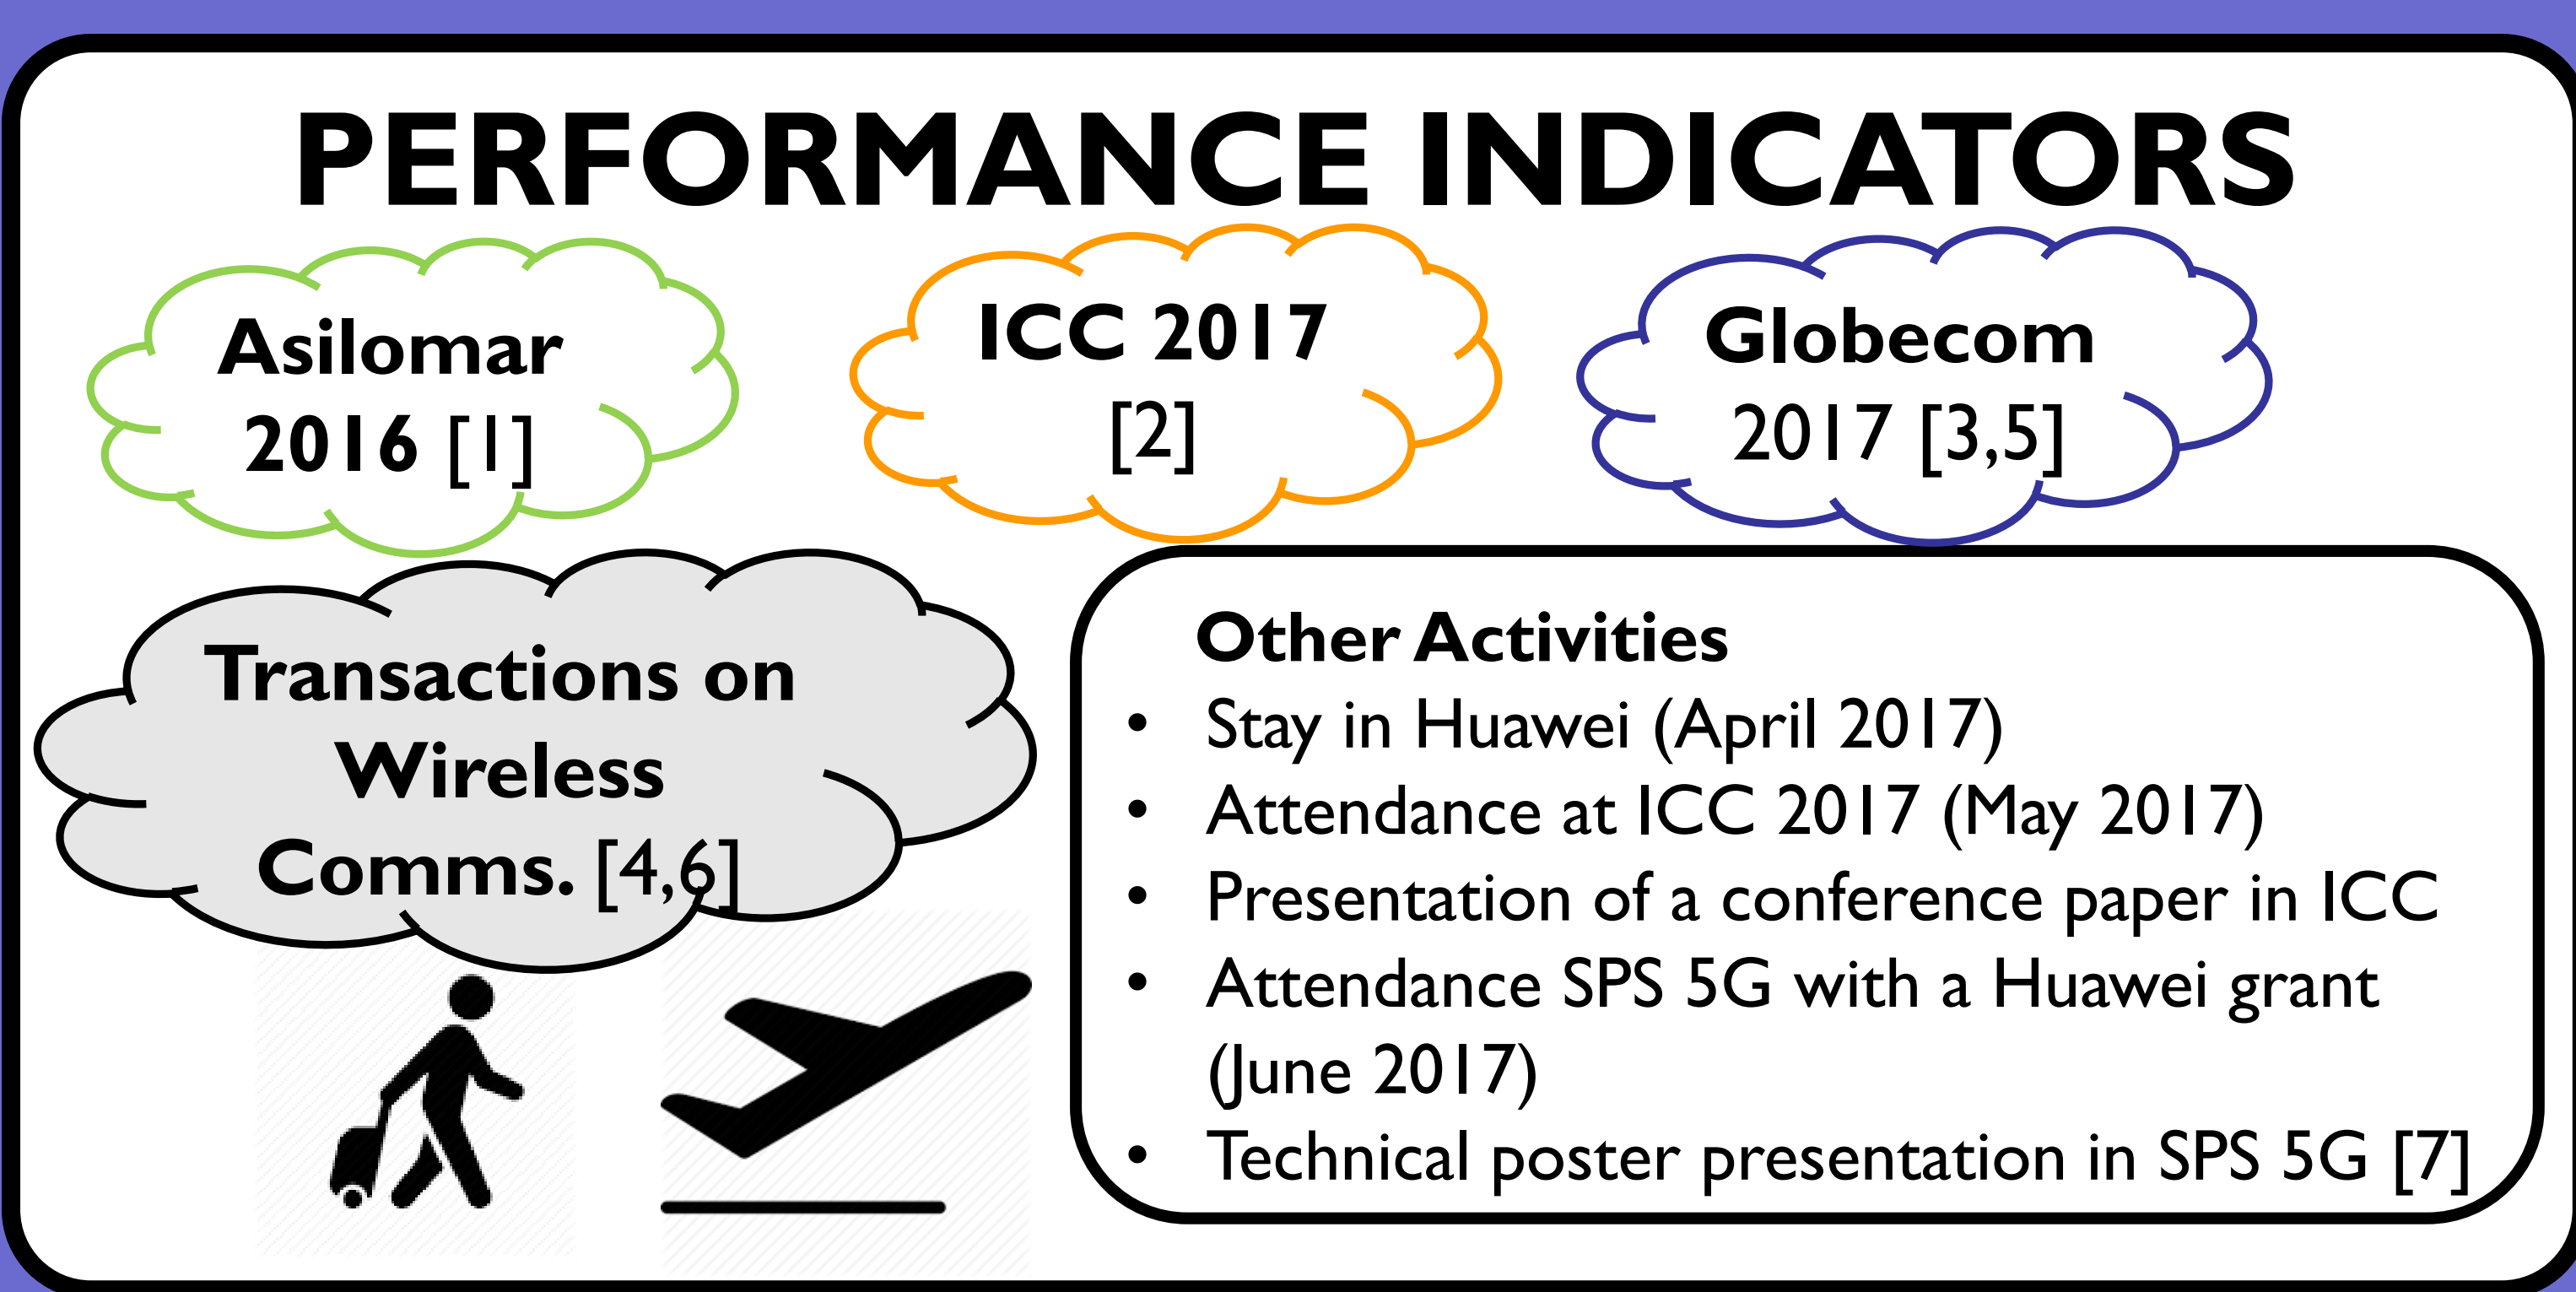 PERFORMANCE INDICATORS
Asilomar
2016 [1]
ICC 2017
[2]
Globecom
2017 [3,5]
Transactions on
Wireless
Comms. [4,6]
Other Activities
• Stay in Huawei (April 2017)
• Attendance at ICC 2017 (May 2017)
• Presentation of a conference paper in ICC
• Attendance SPS 5G with a Huawei grant
(June 2017)
• Technical poster presentation in SPS 5G [7]